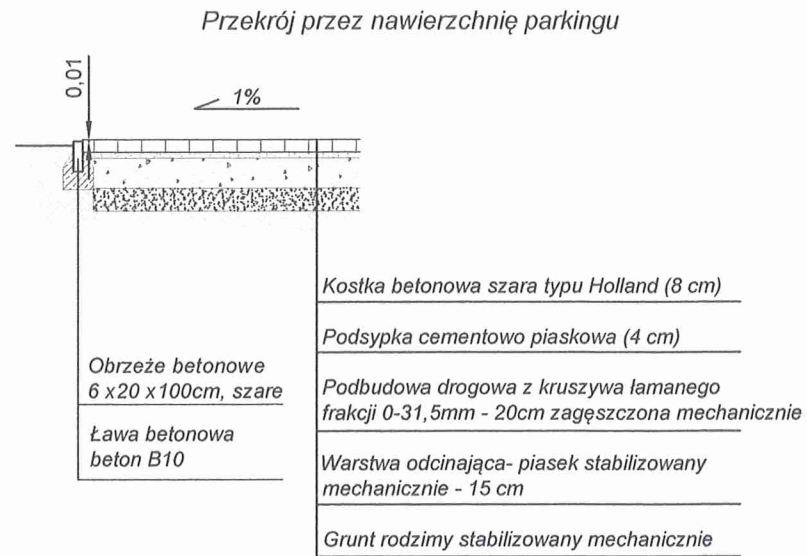 Przekrój przez nawierzchnię parkingu
0,01
1%
Kostka betonowa szara typu Holland (8 cm)
Podsypka cementowo piaskowa (4 cm)
Obrzeże betonowe
6 x20 x100cm, szare
Podbudowa drogowa z kruszywa łamanego
frakcji 0-31,5mm - 20cm zagęszczona mechanicznie
Ława betonowa
beton B10
Warstwa odcinająca- piasek stabilizowany
mechanicznie - 15 cm
Grunt rodzimy stabilizowany mechanicznie